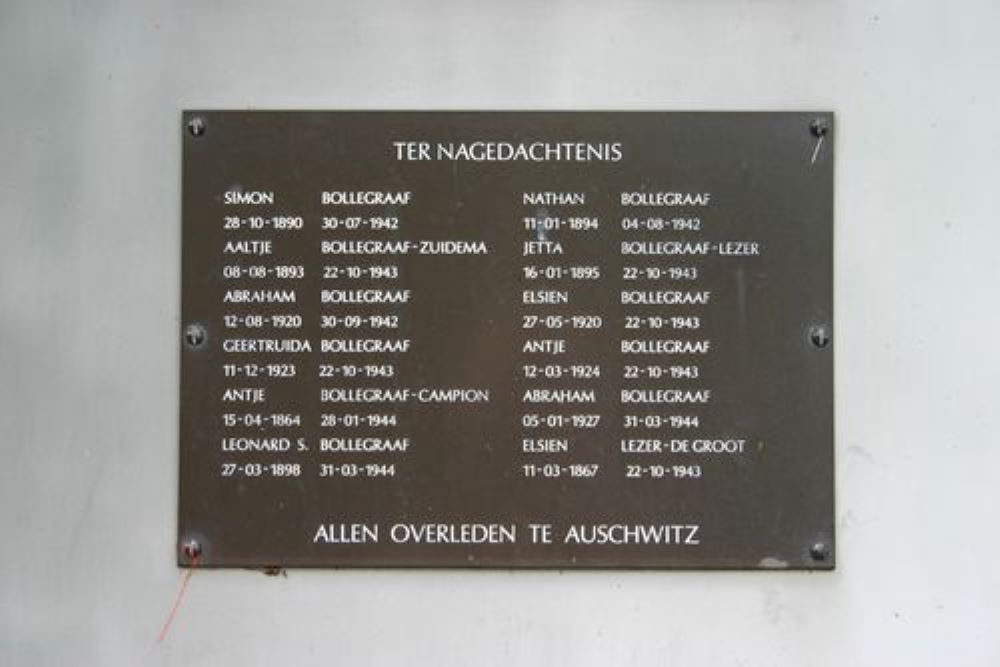 TER NAGEDACHTENIS
SIMON BOLLEGRAAF
28-10-1890 30-07-1942
AALTJE BOLLEGRAAF-ZUIDEMA
08-08-1893 22-10-1943
ABRAHAM BOLLEGRAAF
12-08-1920 30-09-1942
GEERTRUIDA BOLLEGRAAF
11-12-1923 22-10-1943
ANTJE BOLLEGRAAF-CAMPION
15-04-1864 28-01-1944
LEONARD S. BOLLEGRAAF
27-03-1898 31-03-1944
NATHAN BOLLEGRAAF
11-01-1894 04-08-1942
JETTA BOLLEGRAAF-LEZER
16-01-1895 22-10-1943
ELSIEN BOLLEGRAAF
27-05-1920 22-10-1943
ANTJE BOLLEGRAAF
12-03-1924 22-10-1943
ABRAHAM BOLLEGRAAF
05-01-1927 31-03-1944
ELSIEN LEZER-DE GROOT
11-03-1867 22-10-1943
ALLEN OVERLEDEN TE AUSCHWITZ